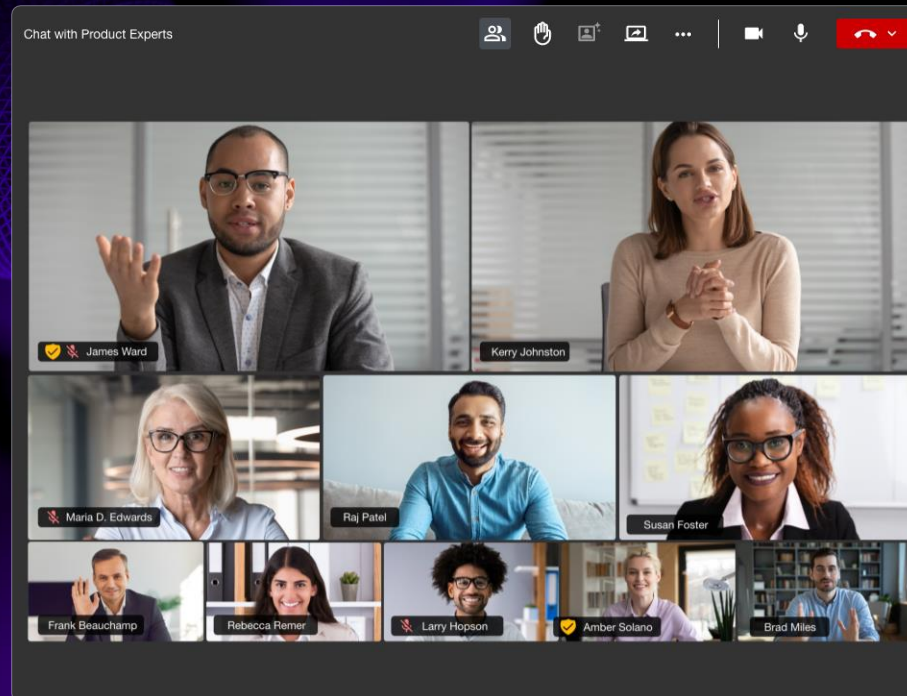 Chat with Product Experts
James Ward
Kerry Johnston
Maria D. Edwards
Raj Patel
Susan Foster
Frank Beauchamp
Rebecca Remer
Larry Hopson
Amber Solano
Brad Miles